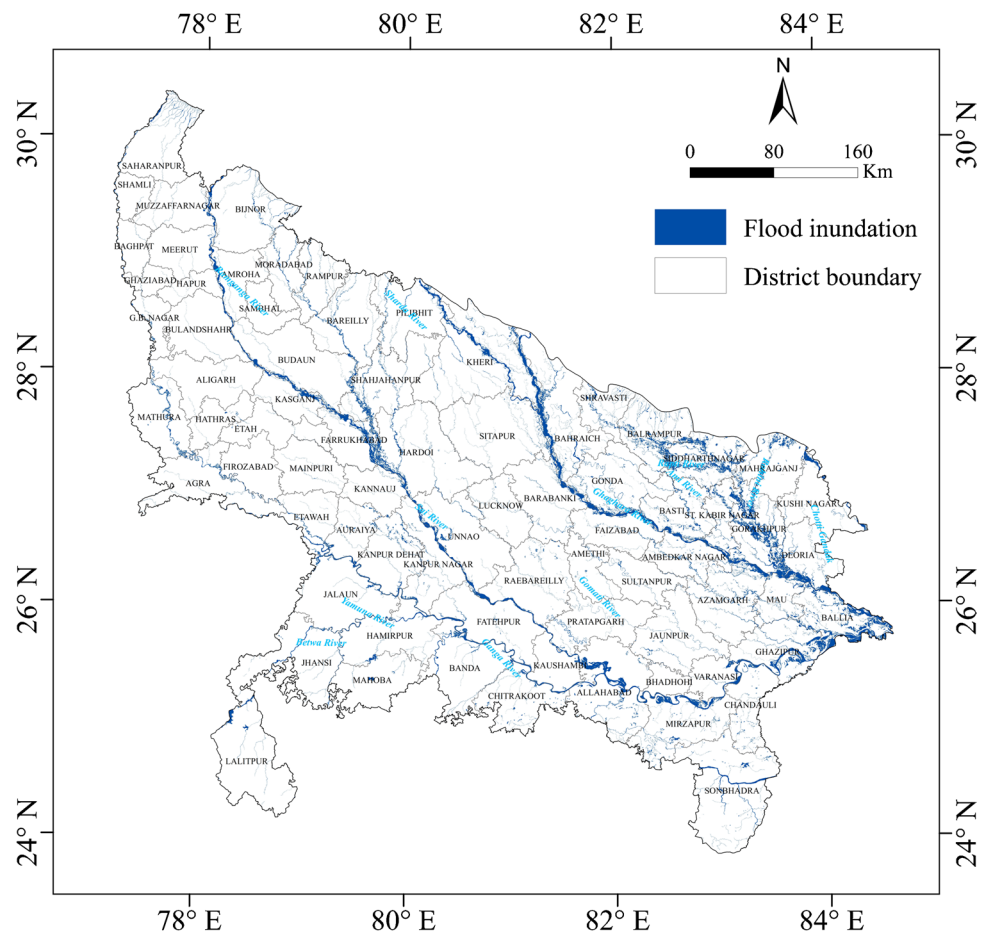 78° E 80° E 82° E 84° E
N
30° N 30° N
0 80 160
Km
Flood inundation
District boundary
SAHARANPUR
SHAMLI
MUZZAFFARNAGAR BIJNOR
BAGHPAT MEERUT
MORADABAD
GHAZIABAD HAPUR AMROHA RAMPUR
Ramganga River
SAMBHAL
Sharda River
PILIBHIT
G.B. NAGAR BULANDSHAHR BAREILLY
28° N 28° N
BUDAUN KHERI
ALIGARH SHAHJAHANPUR
KASGANJ SHRAVASTI
MATHURA HATHRAS
ETAH
FARRUKHABAD SITAPUR BAHRAICH BALRAMPUR
HARDOI SIDDHARTHNAGAR
FIROZABAD MAINPURI MAHRAJGANJ
AGRA KANNAUJ GONDA
BARABANKI
LUCKNOW KUSHI NAGAR
BASTI ST. KABIR NAGAR
ETAWAH AURAIYA UNNAO FAIZABAD GORAKHPUR
KANPUR DEHAT AMETHI AMBEDKAR NAGAR DEORIA
KANPUR NAGAR
RAEBAREILLY SULTANPUR
Gomati River
26° N 26° N
JALAUN AZAMGARH MAU
Yamuna River
FATEHPUR PRATAPGARH BALLIA
HAMIRPUR JAUNPUR
Betwa River
Ganga River
GHAZIPUR
JHANSI BANDA KAUSHAMBI
MAHOBA BHADHOHI VARANASI
CHITRAKOOT ALLAHABAD
CHANDAULI
MIRZAPUR
LALITPUR
SONBHADRA
24° N 24° N
78° E 80° E 82° E 84° E